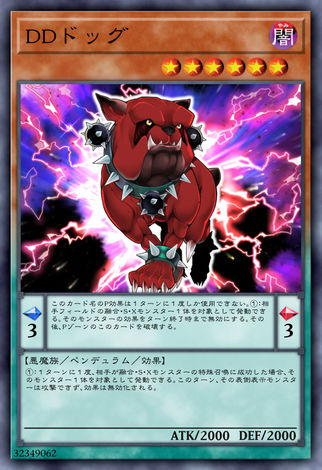 DDドッグ
闇
やみ
このカード名のP効果は１ターンに１度しか使用できない。①：相
手フィールドの融合・S・Xモンスター１体を対象として発動でき
る。そのモンスターの効果をターン終了時まで無効にする。その
後、Pゾーンのこのカードを破壊する。
3
3
【悪魔族／ペンデュラム／効果】
①：１ターンに１度、相手が融合・S・Xモンスターの特殊召喚に成功した場合、そ
のモンスター１体を対象として発動できる。このターン、その表側表示モンスタ
ーは攻撃できず、効果は無効化される。
ATK/2000 DEF/2000
32349062